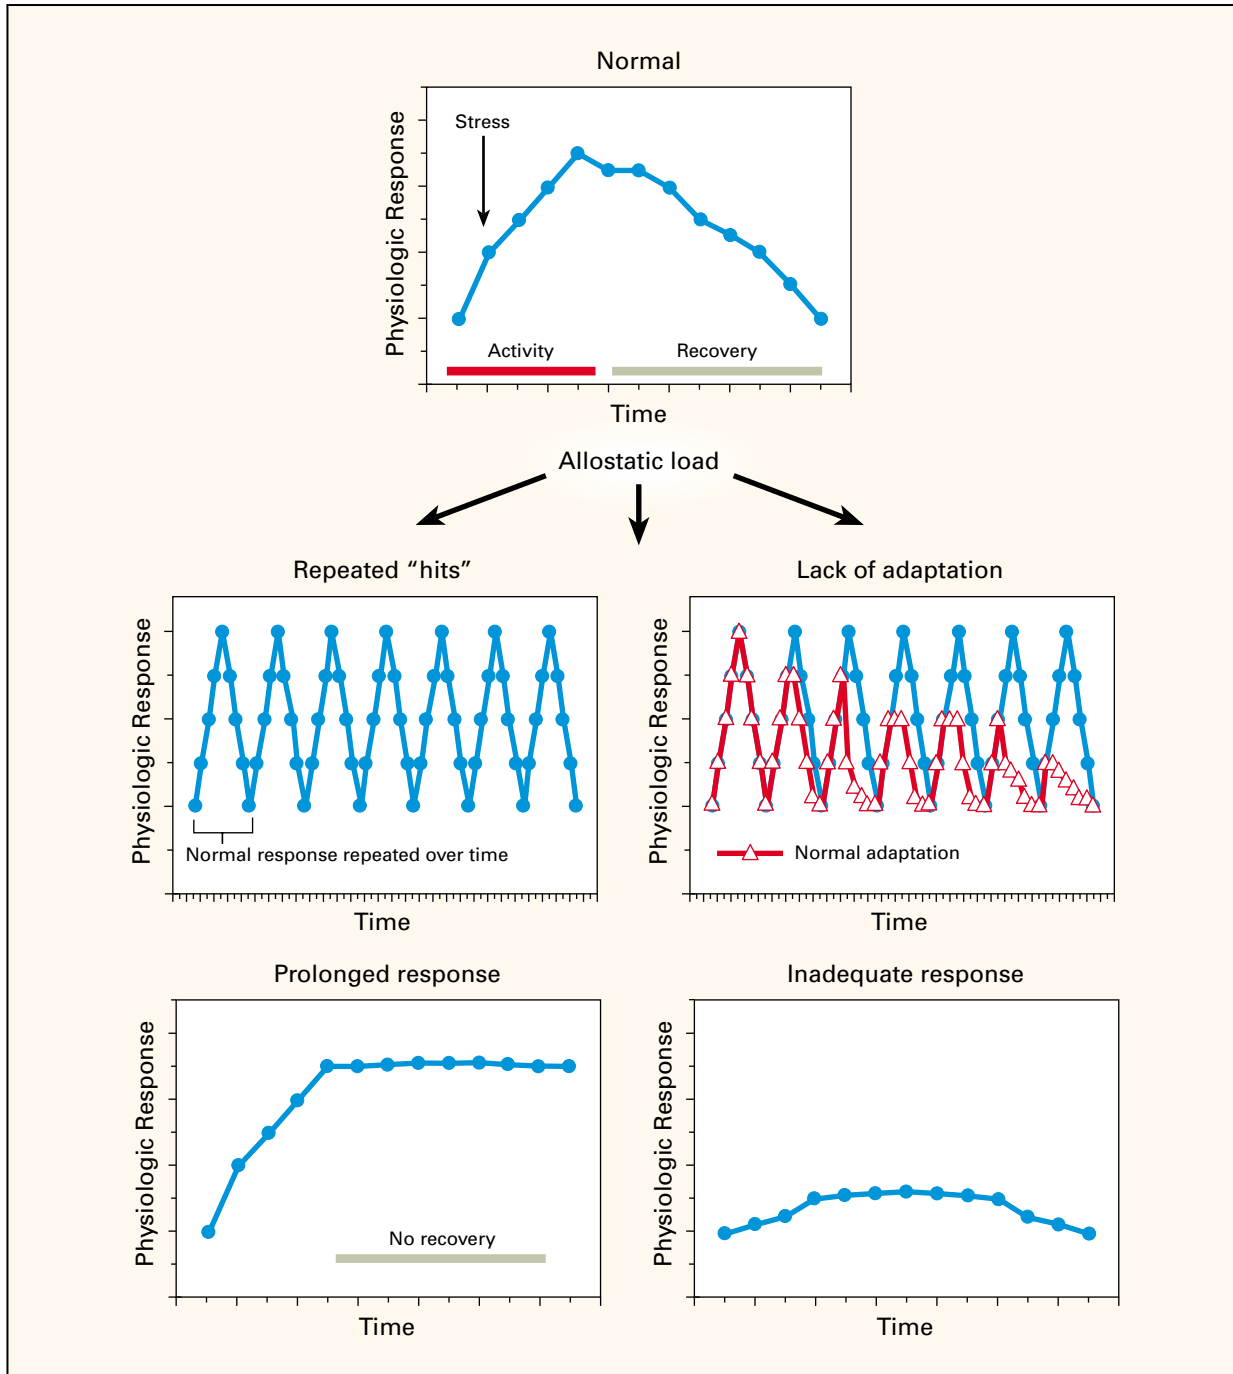 Normal
Physiologic Response
Stress
Activity
Recovery
Time
Allostatic load
Repeated “hits”
Physiologic Response
Normal response repeated over time
Time
Lack of adaptation
Physiologic Response
Normal adaptation
Time
Prolonged response
Physiologic Response
No recovery
Time
Inadequate response
Physiologic Response
Time